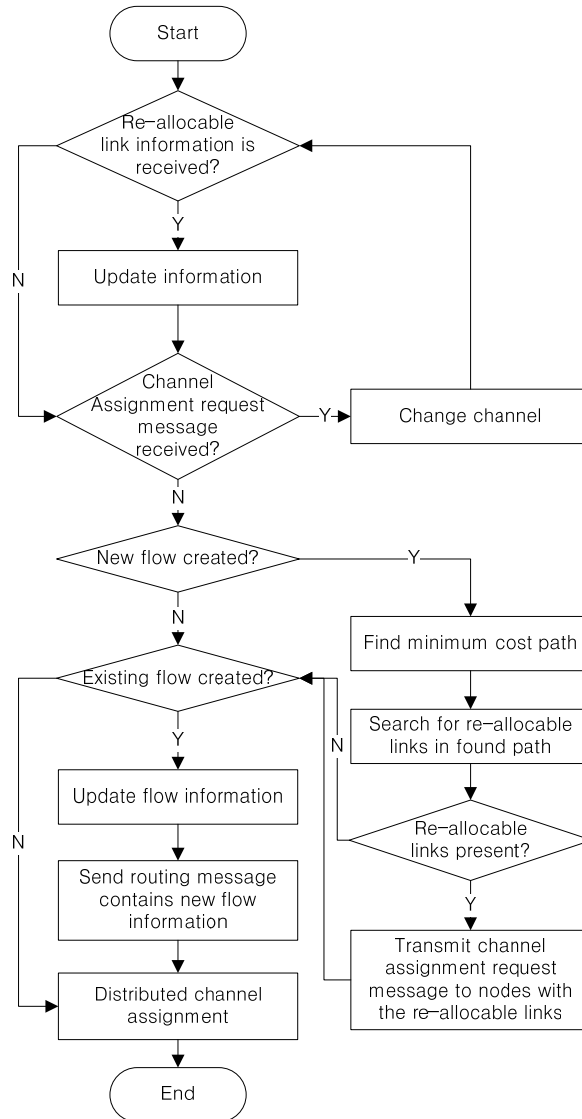 Start
Re-allocable
link information is
received?
Y
N
Update information
Channel
Assignment request
message
received?
Y
Change channel
N
New flow created?
Y
N
Find minimum cost path
Existing flow created?
Search for re-allocable
links in found path
N
Y
Update flow information
Re-allocable
links present?
N
Y
Send routing message
contains new flow
information
Transmit channel
assignment request
message to nodes with
the re-allocable links
Distributed channel
assignment
End